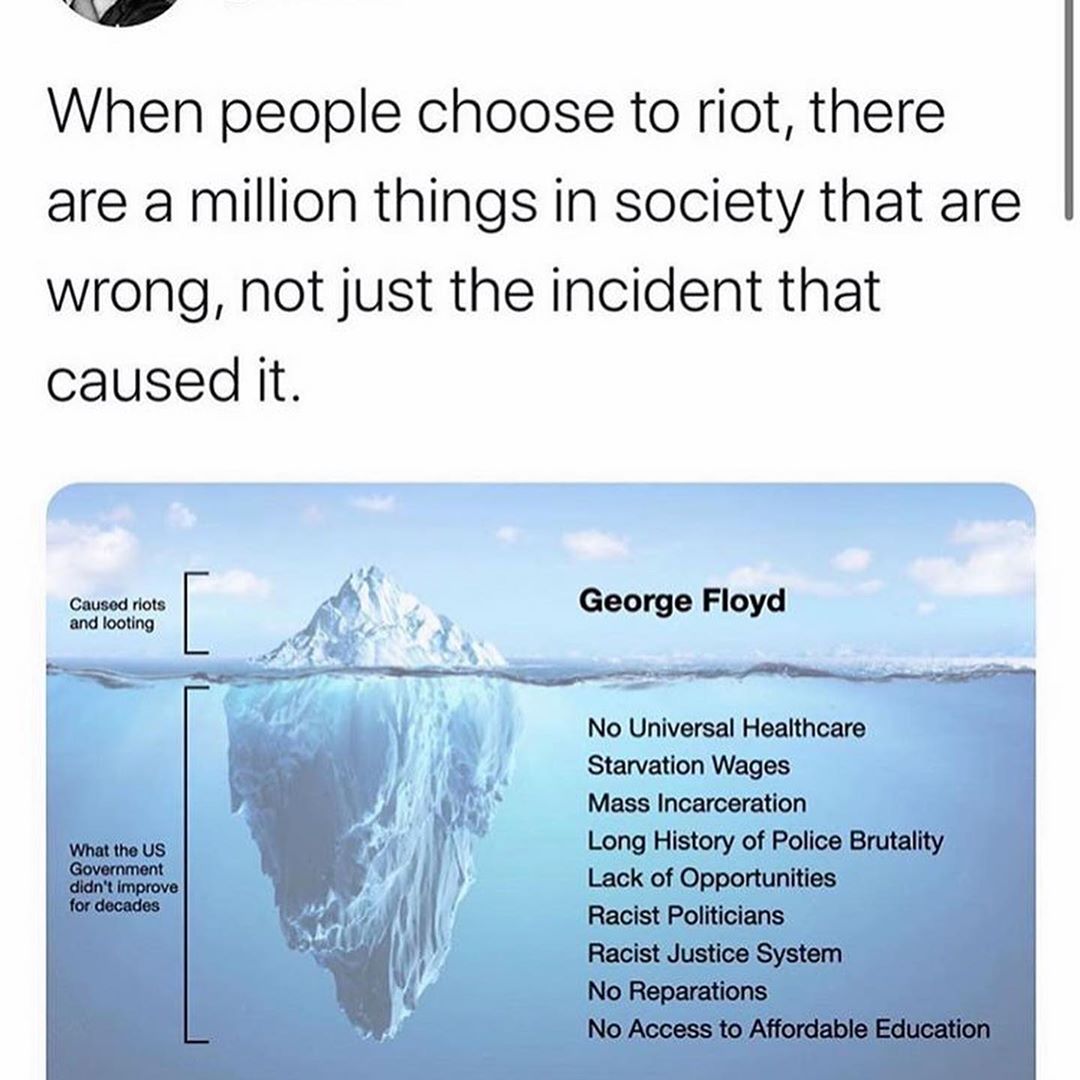 When people choose to riot, there
are a million things in society that are
wrong, not just the incident that
caused it.
Caused riots
and looting
George Floyd
What the US
Government
didn't improve
for decades
No Universal Healthcare
Starvation Wages
Mass Incarceration
Long History of Police Brutality
Lack of Opportunities
Racist Politicians
Racist Justice System
No Reparations
No Access to Affordable Education